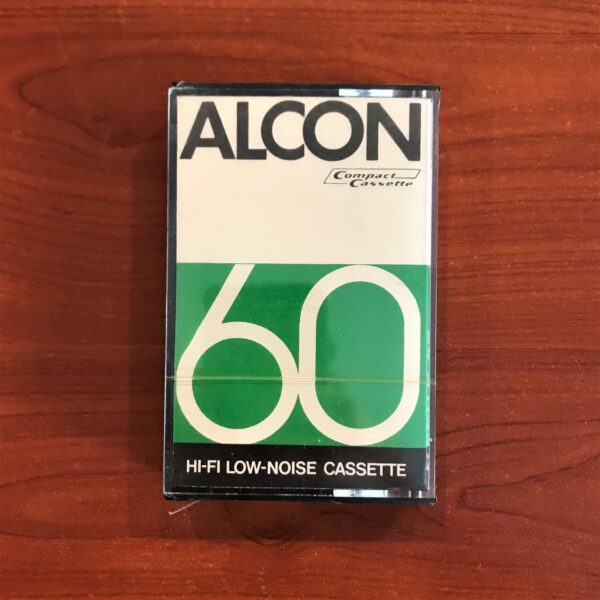 ALCON
Compact
Cassette
60
HI-FI LOW-NOISE CASSETTE